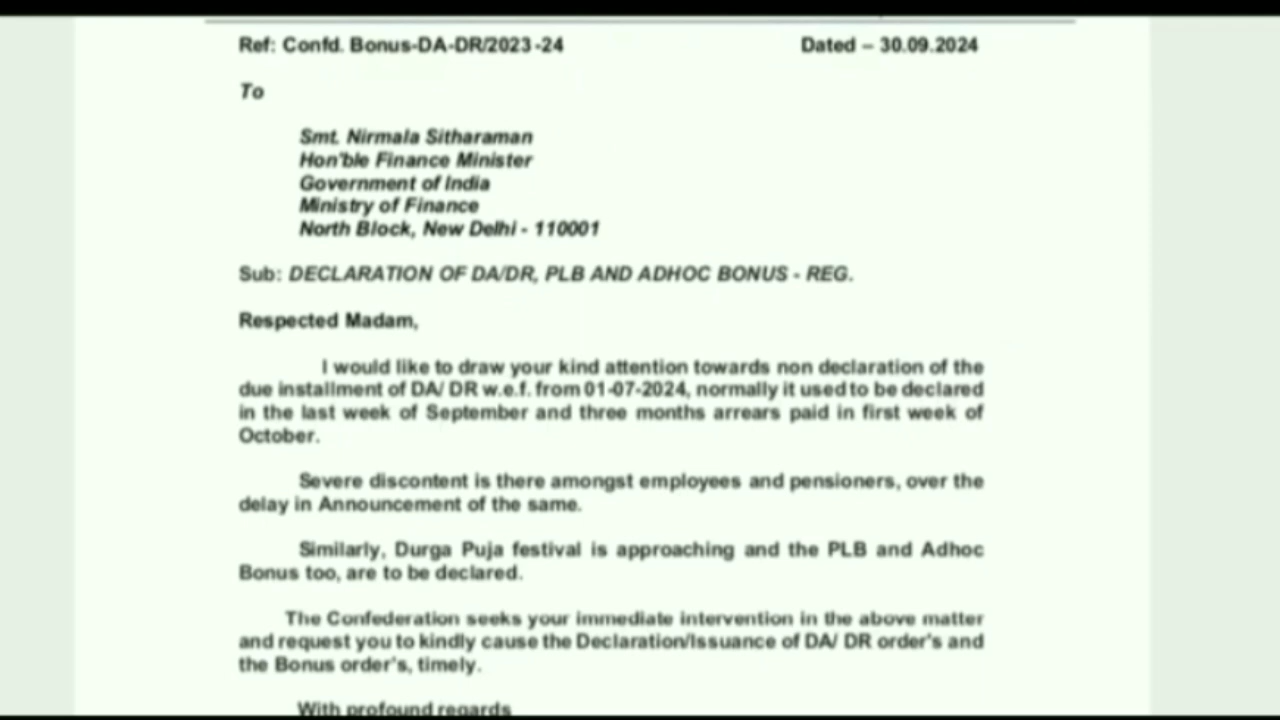 Ref: Confd. Bonus-DA-DR/2023-24 Dated – 30.09.2024
To
Smt. Nirmala Sitharaman
Hon'ble Finance Minister
Government of India
Ministry of Finance
North Block, New Delhi - 110001
Sub: DECLARATION OF DA/DR, PLB AND ADHOC BONUS - REG.
Respected Madam,
I would like to draw your kind attention towards non declaration of the
due installment of DA/ DR w.e.f. from 01-07-2024, normally it used to be declared
in the last week of September and three months arrears paid in first week of
October.
Severe discontent is there amongst employees and pensioners, over the
delay in Announcement of the same.
Similarly, Durga Puja festival is approaching and the PLB and Adhoc
Bonus too, are to be declared.
The Confederation seeks your immediate intervention in the above matter
and request you to kindly cause the Declaration/Issuance of DA/ DR order's and
the Bonus order's, timely.
With profound regards